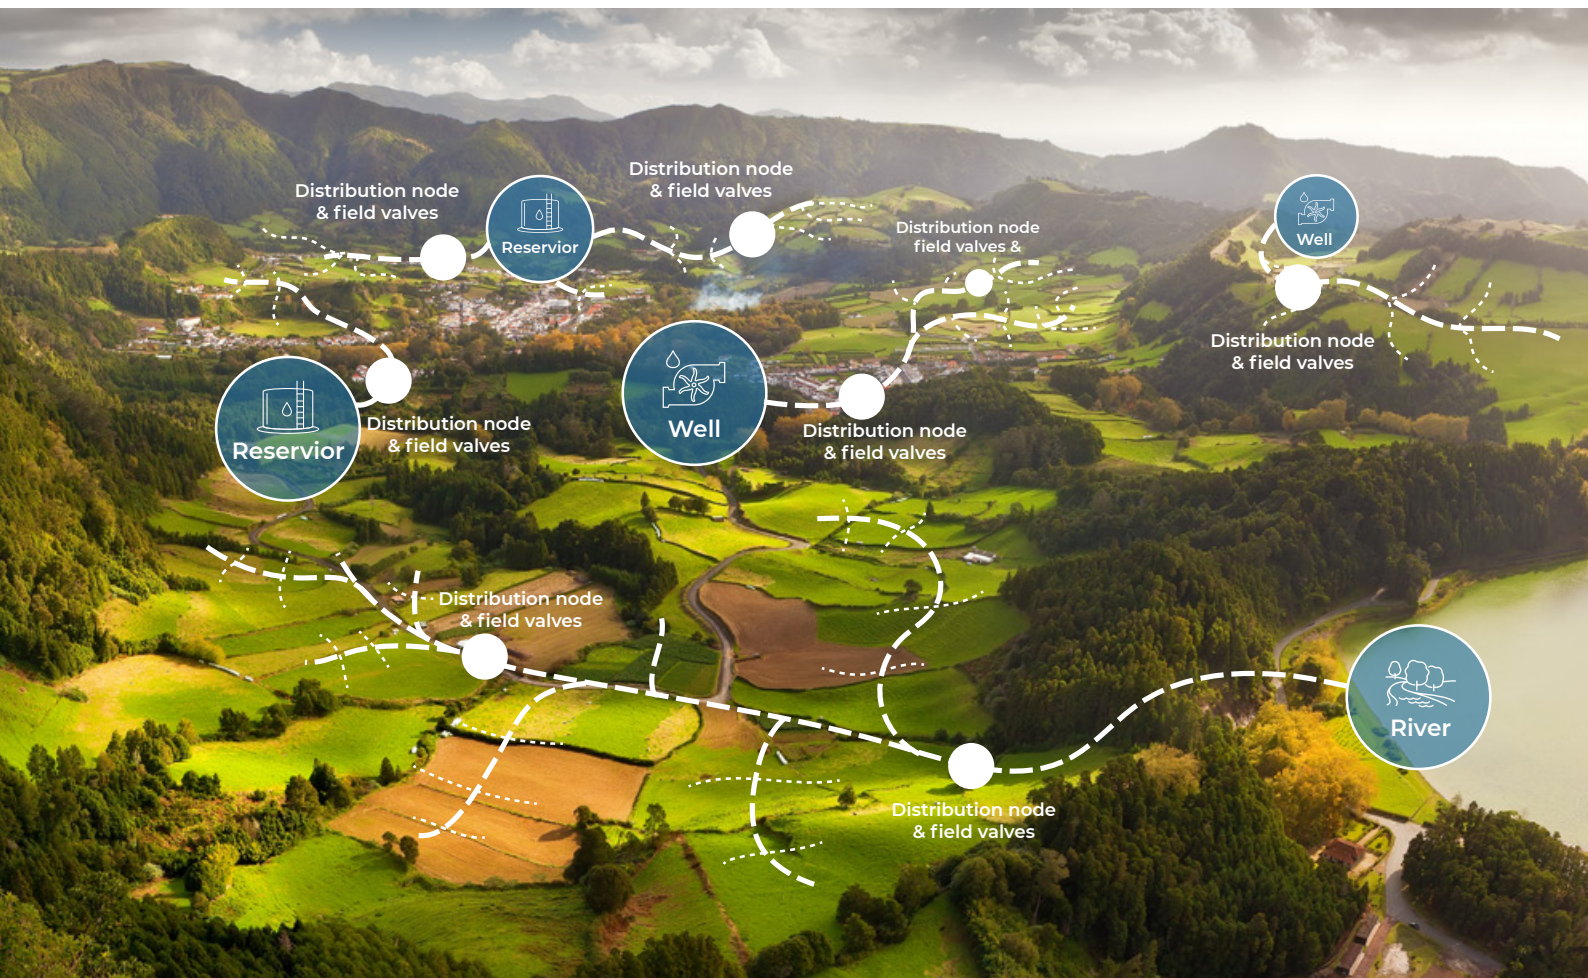 Distribution node
& field valves
Reservior
Distribution node
& field valves
Distribution node
field valves &
Well
Distribution node
& field valves
Reservior
Distribution node
& field valves
Well
Distribution node
& field valves
Distribution node
& field valves
River
Distribution node
& field valves